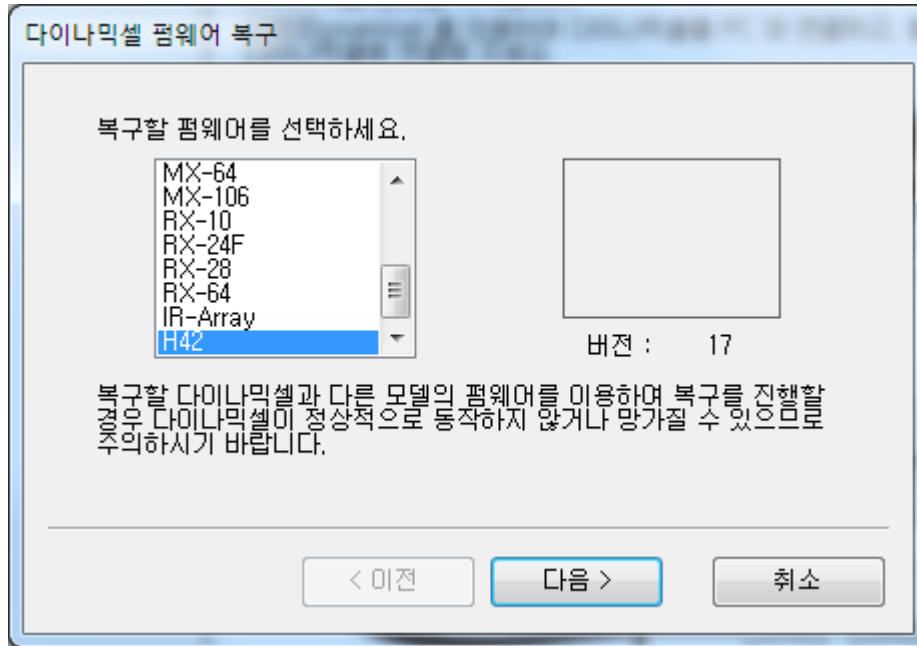 다이나믹셀 펌웨어 복구
복구할 펌웨어를 선택하세요.
MX-64
MX-106
RX-10
RX-24F
RX-28
RX-64
IR-Array
H42
버전 : 17
복구할 다이나믹셀과 다른 모델의 펌웨어를 이용하여 복구를 진행할
경우 다이나믹셀이 정상적으로 동작하지 않거나 망가질 수 있으므로
주의하시기 바랍니다.
< 이전
다음 >
취소